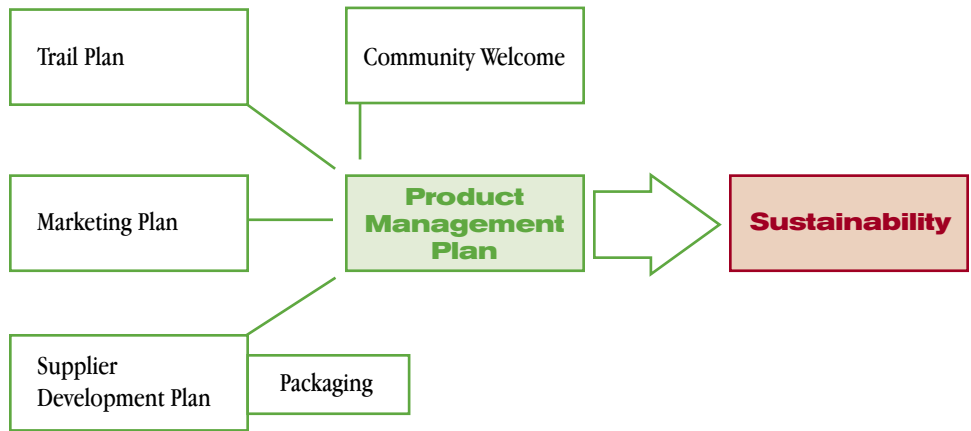 Trail Plan
Community Welcome
Marketing Plan
Product
Management
Plan
Sustainability
Supplier
Development Plan
Packaging